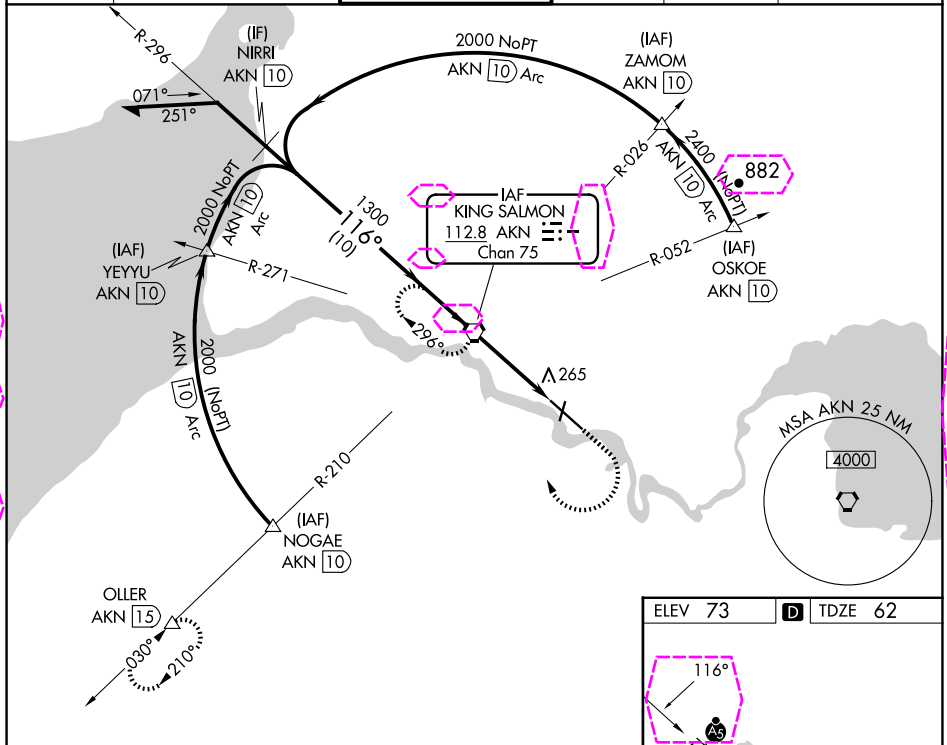 R-296
(IF)
NIRRI
AKN 10
2000 NoPT
AKN 10 Arc
(IAF)
ZAMOM
AKN 10
071°
251°
R-026
2400 (NoPT)
AKN 10 Arc
882
2000 NoPT
AKN 10 Arc
1300
116°
(10)
IAF
KING SALMON
112.8 AKN
Chan 75
R-052
(IAF)
OSKOE
AKN 10
(IAF)
YEYYU
AKN 10
R-271
296°
2000 (NoPT)
AKN 10 Arc
265
MSA AKN 25 NM
4000
R-210
(IAF)
NOGAE
AKN 10
OLLER
AKN 15
030°
210°
ELEV 73 D TDZE 62
116°
A5